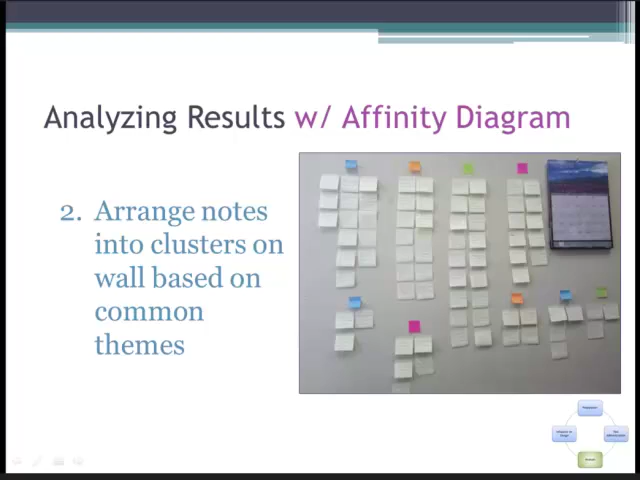 Analyzing Results w/ Affinity Diagram
2. Arrange notes
into clusters on
wall based on
common
themes